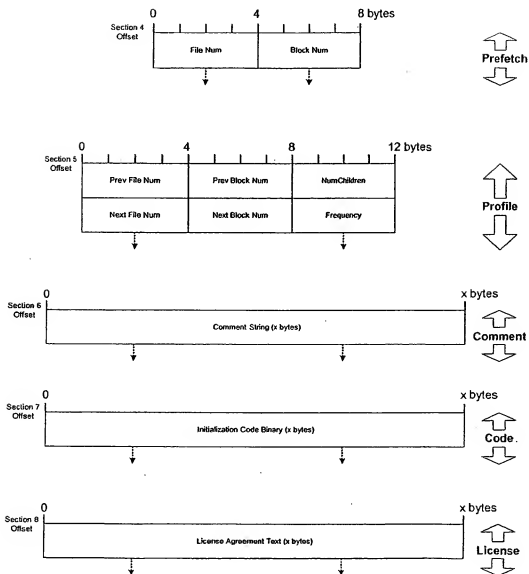 0 4 8 bytes
Section 4
Offset
File Num Block Num
Prefetch
0 4 8 12 bytes
Section 5
Offset
Prev File Num Prev Block Num NumChildren
Next File Num Next Block Num Frequency
Profile
0 x bytes
Section 6
Offset
Comment String (x bytes)
Comment
0 x bytes
Section 7
Offset
Initialization Code Binary (x bytes)
Code.
0 x bytes
Section 8
Offset
License Agreement Text (x bytes)
License